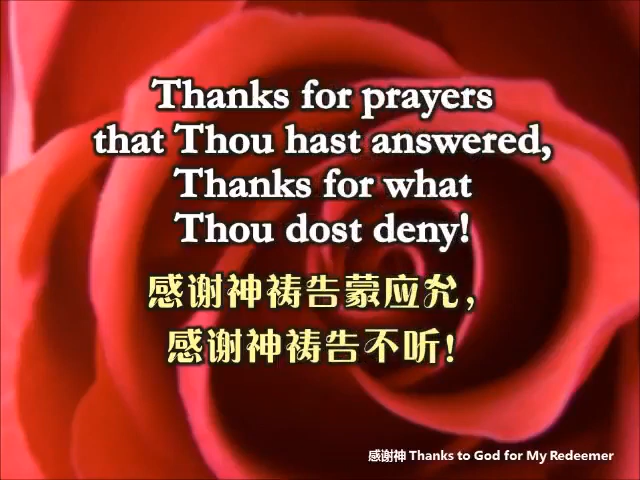 Thanks for prayers
that Thou hast answered,
Thanks for what
Thou dost deny!
感谢神祷告蒙应允，
感谢神祷告不听！
感谢神 Thanks to God for My Redeemer